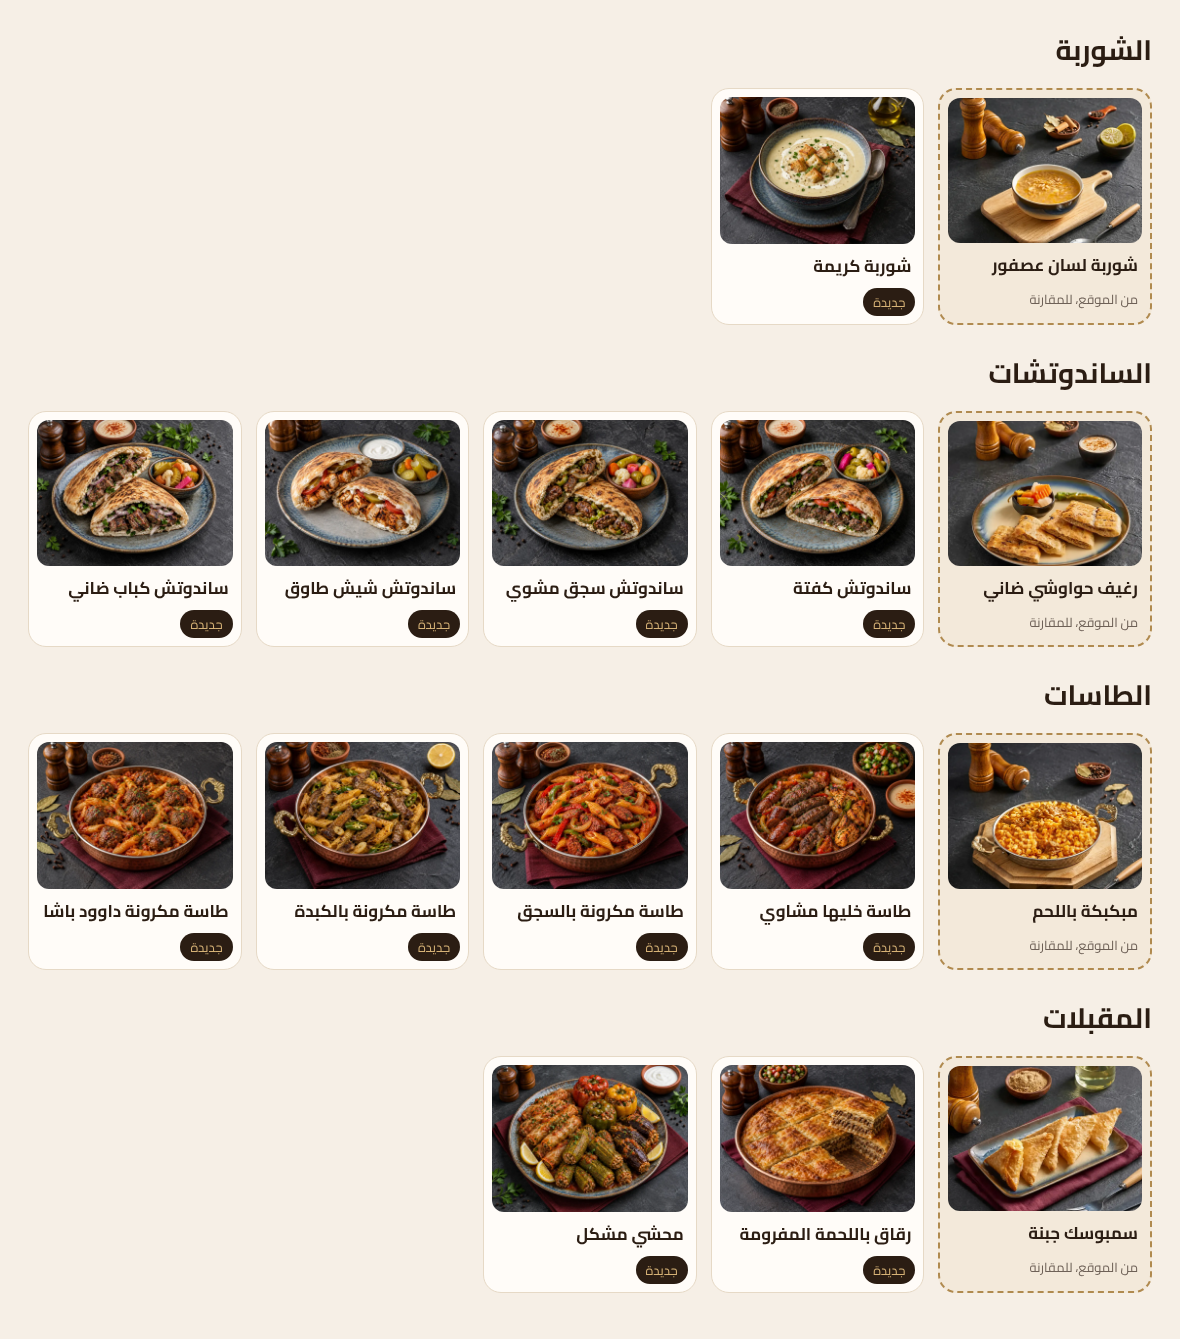 الشوربة
شوربة لسان عصفور
من الموقع، للمقارنة
شوربة كريمة
جديدة
الساندوتشات
رغيف حواوشي ضاني
من الموقع، للمقارنة
ساندوتش كفتة
جديدة
ساندوتش سجق مشوي
جديدة
ساندوتش شيش طاوق
جديدة
ساندوتش كباب ضاني
جديدة
الطاسات
مبكبكة باللحم
من الموقع، للمقارنة
طاسة خليها مشاوي
جديدة
طاسة مكرونة بالسجق
جديدة
طاسة مكرونة بالكبدة
جديدة
طاسة مكرونة داوود باشا
جديدة
المقبلات
سمبوسك جبنة
من الموقع، للمقارنة
رقاق باللحمة المفرومة
جديدة
محشي مشكل
جديدة